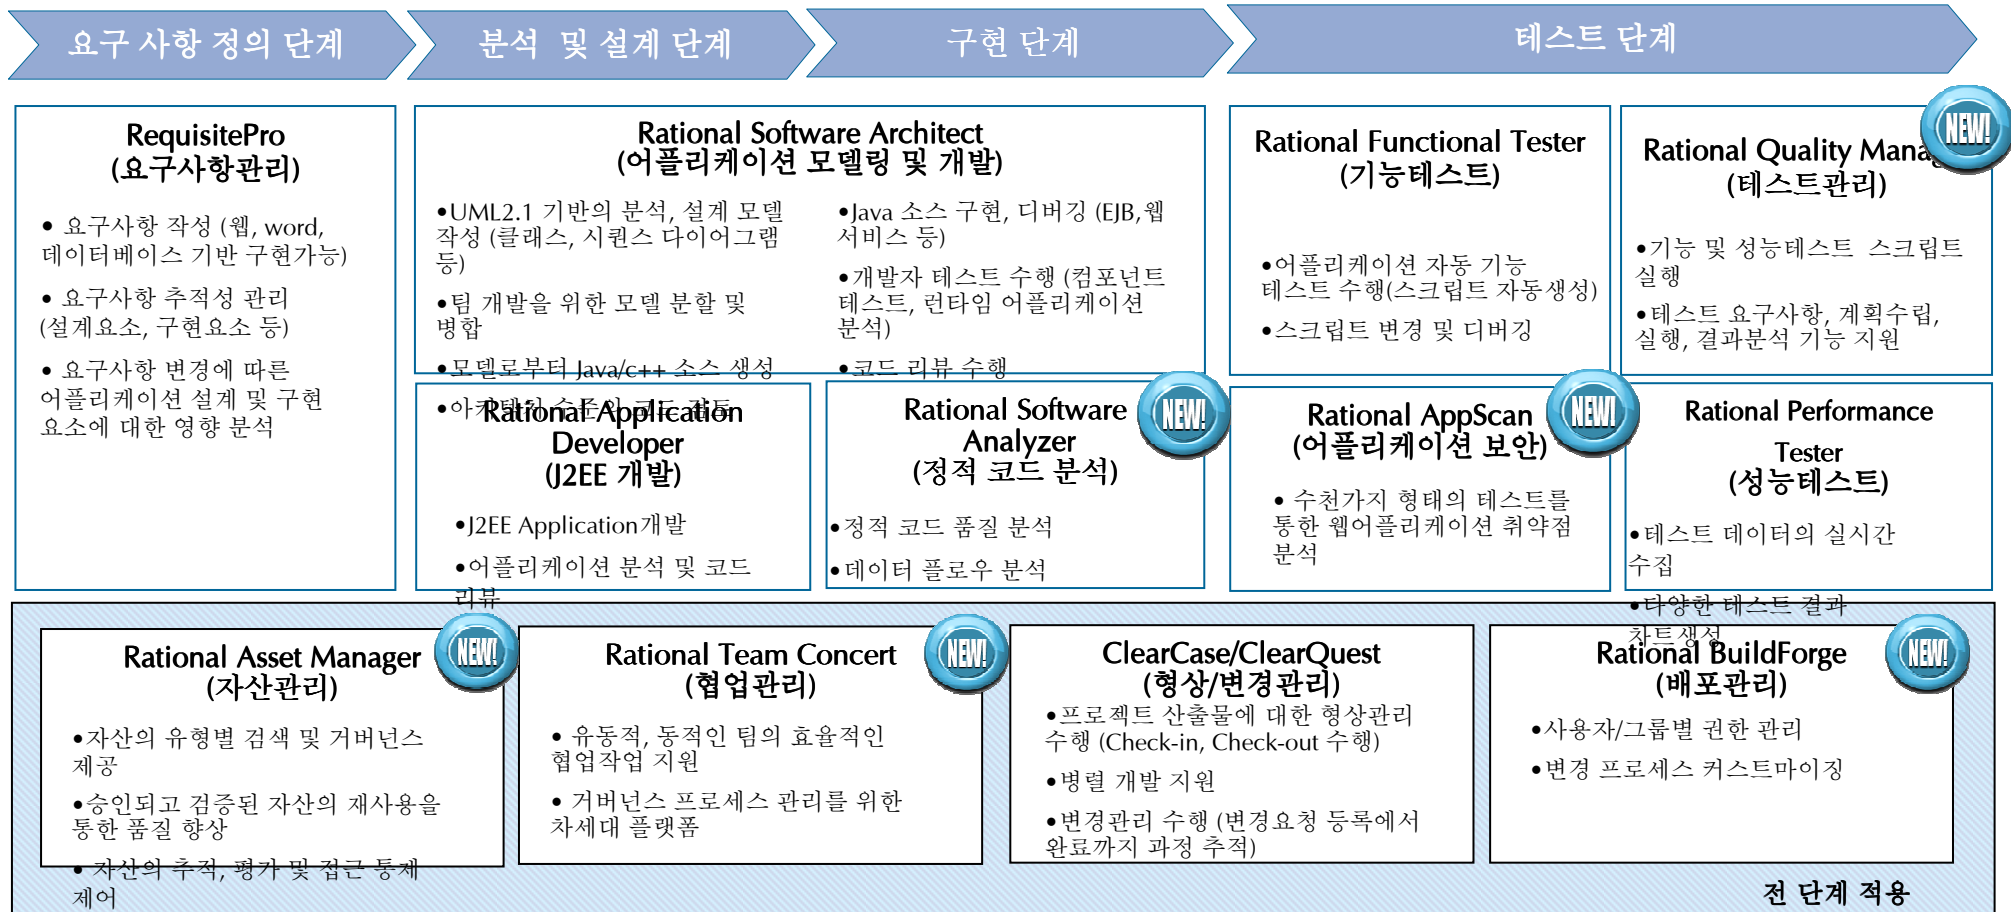 요구 사항 정의 단계
분석 및 설계 단계
구현 단계
테스트 단계
RequisitePro
(요구사항관리)
• 요구사항 작성 (웹, word,
데이터베이스 기반 구현가능)
• 요구사항 추적성 관리
(설계요소, 구현요소 등)
• 요구사항 변경에 따른
어플리케이션 설계 및 구현
요소에 대한 영향 분석
Rational Software Architect
(어플리케이션 모델링 및 개발)
•UML2.1 기반의 분석, 설계 모델
작성 (클래스, 시퀀스 다이어그램
등)
•팀 개발을 위한 모델 분할 및
병합
•모델로부터 Java/c++ 소스 생성
•Java 소스 구현, 디버깅 (EJB,웹
서비스 등)
•개발자 테스트 수행 (컴포넌트
테스트, 런타임 어플리케이션
분석)
•코드 리뷰 수행
Rational Application
Developer
(J2EE 개발)
•J2EE Application개발
•어플리케이션 분석 및 코드
리뷰
Rational Software
Analyzer
(정적 코드 분석)
NEW!
•정적 코드 품질 분석
•데이터 플로우 분석
Rational Functional Tester
(기능테스트)
•어플리케이션 자동 기능
테스트 수행(스크립트 자동생성)
•스크립트 변경 및 디버깅
Rational Quality Manag
(테스트관리)
NEW!
•기능 및 성능테스트 스크립트
실행
•테스트 요구사항, 계획수립,
실행, 결과분석 기능 지원
Rational AppScan
(어플리케이션 보안)
NEW!
• 수천가지 형태의 테스트를
통한 웹어플리케이션 취약점
분석
Rational Performance
Tester
(성능테스트)
•테스트 데이터의 실시간
수집
•다양한 테스트 결과
차트생성
Rational Asset Manager
(자산관리)
NEW!
•자산의 유형별 검색 및 거버넌스
제공
•승인되고 검증된 자산의 재사용을
통한 품질 향상
• 자산의 추적, 평가 및 접근 통제
제어
Rational Team Concert
(협업관리)
NEW!
• 유동적, 동적인 팀의 효율적인
협업작업 지원
• 거버넌스 프로세스 관리를 위한
차세대 플랫폼
ClearCase/ClearQuest
(형상/변경관리)
•프로젝트 산출물에 대한 형상관리
수행 (Check-in, Check-out 수행)
•병렬 개발 지원
•변경관리 수행 (변경요청 등록에서
완료까지 과정 추적)
Rational BuildForge
(배포관리)
NEW!
•사용자/그룹별 권한 관리
•변경 프로세스 커스트마이징
전 단계 적용